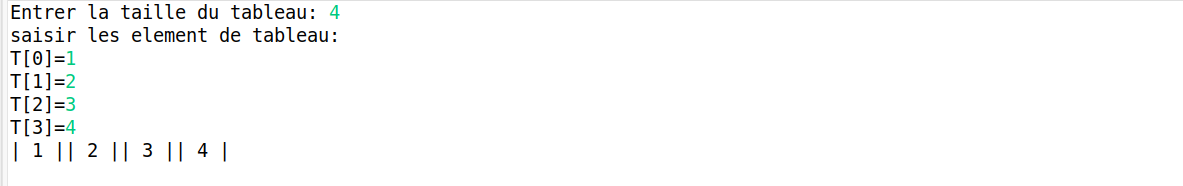 Entrer la taille du tableau: 4
saisir les element de tableau:
T[0]=1
T[1]=2
T[2]=3
T[3]=4
| 1 || 2 || 3 || 4 |